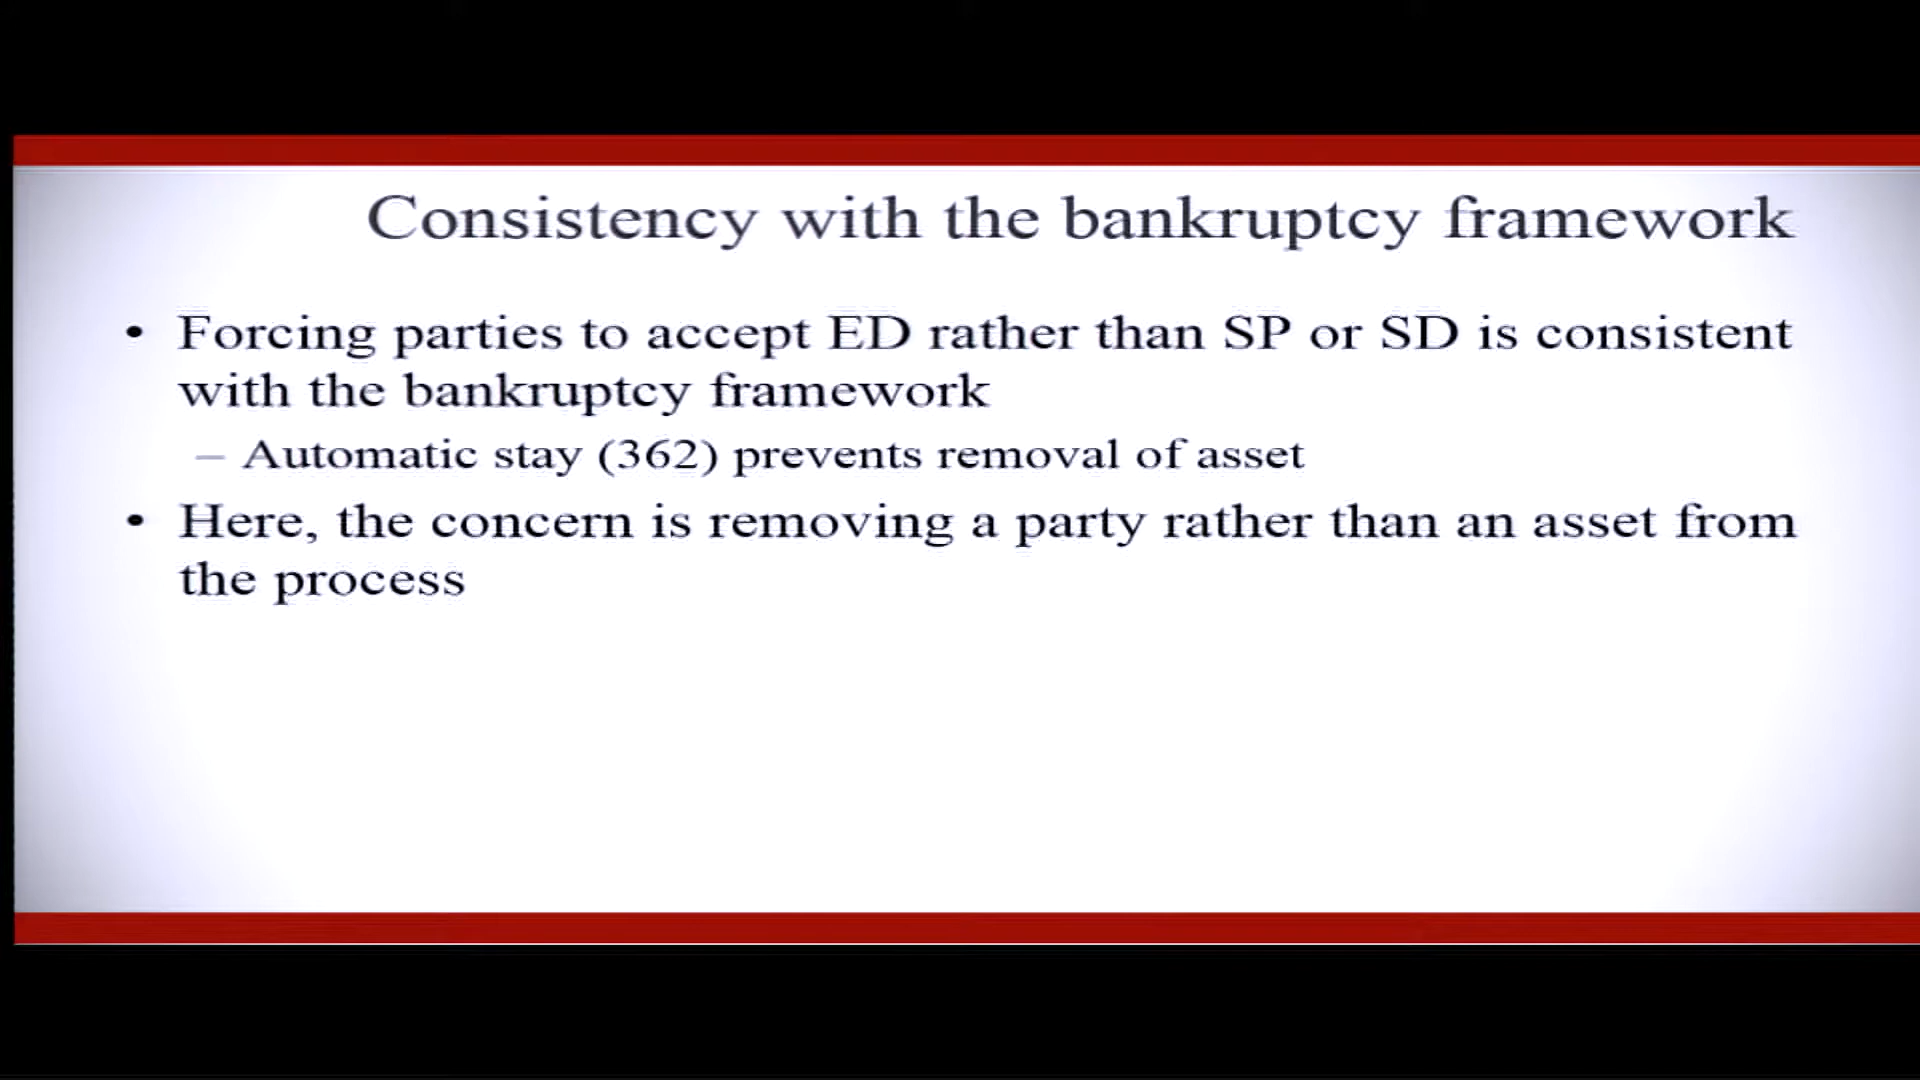 Consistency with the bankruptcy framework
• Forcing parties to accept ED rather than SP or SD is consistent
with the bankruptcy framework
– Automatic stay (362) prevents removal of asset
• Here, the concern is removing a party rather than an asset from
the process